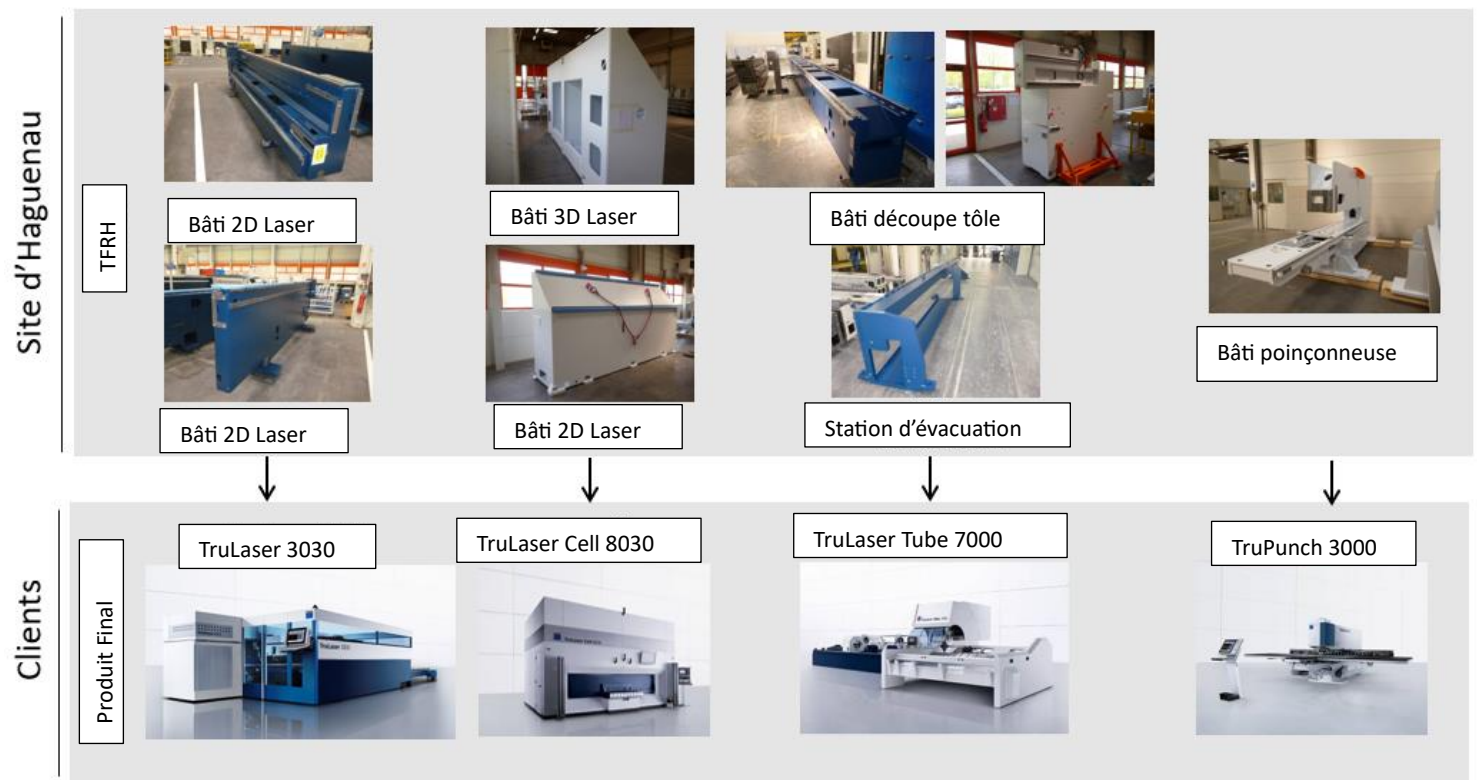 Site d'Haguenau
TFRH
Bâti 2D Laser
Bâti 3D Laser
Bâti découpe tôle
Bâti poinçonneuse
Bâti 2D Laser
Bâti 2D Laser
Station d'évacuation
Clients
Produit Final
TruLaser 3030
TruLaser Cell 8030
TruLaser Tube 7000
TruPunch 3000